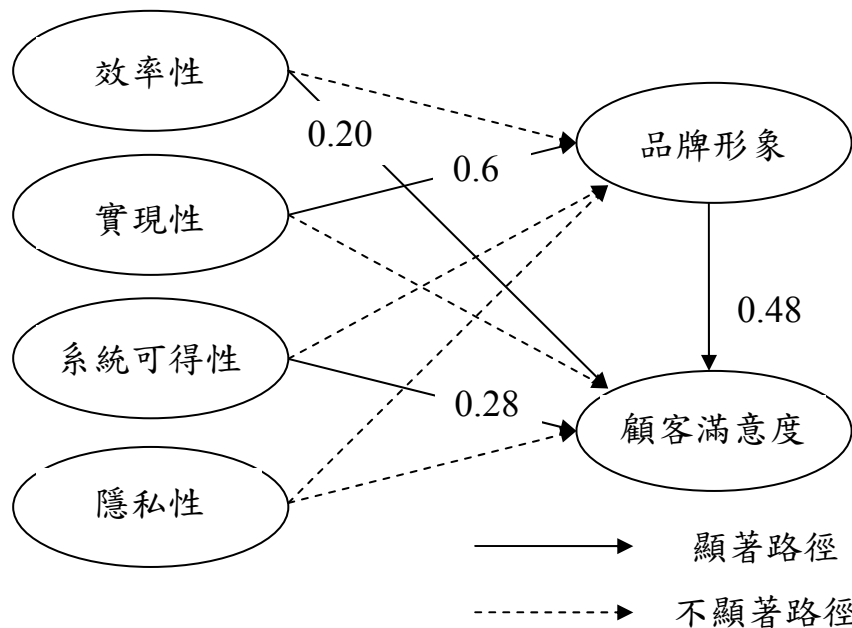 效率性
0.20
品牌形象
0.6
實現性
0.48
系統可得性
0.28
顧客滿意度
隱私性
顯著路徑
不顯著路徑